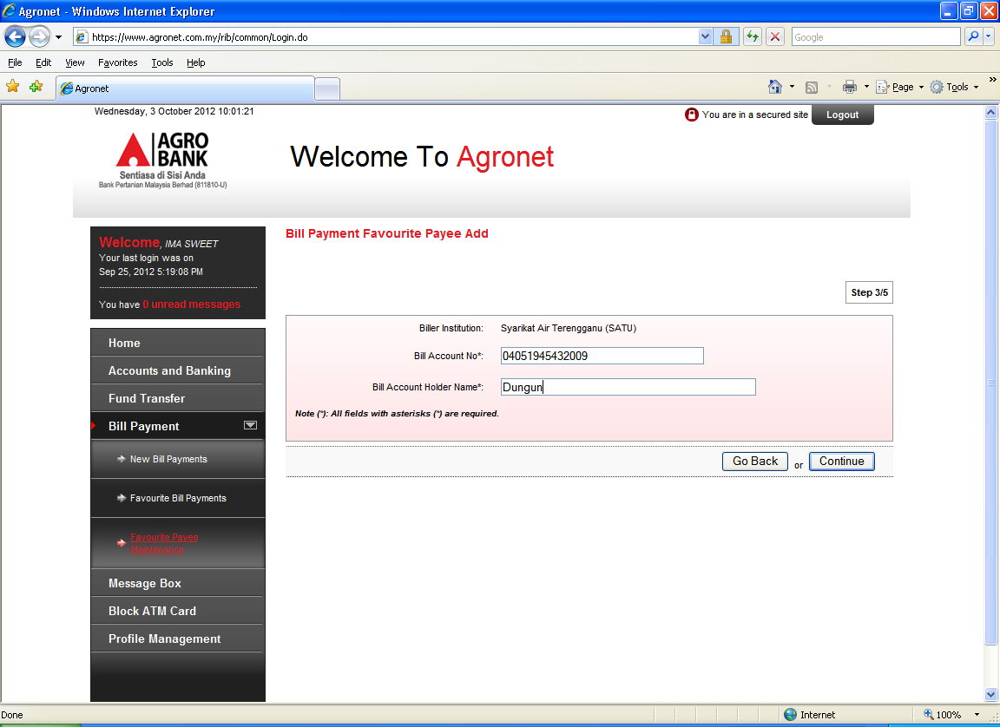 Agronet - Windows Internet Explorer
https://www.agronet.com.my/rib/common/Login.do
Google
File Edit View Favorites Tools Help
Agronet
Page Tools »
Wednesday, 3 October 2012 10:01:21
You are in a secured site Logout
AGRO
BANK
Sentiasa di Sisi Anda
Bank Pertanian Malaysia Berhad (811810-U)
Welcome To Agronet
Welcome, IMA SWEET
Your last login was on
Sep 25, 2012 5:19:08 PM
You have 0 unread messages
Home
Accounts and Banking
Fund Transfer
Bill Payment
New Bill Payments
Favourite Bill Payments
Favourite Payee
Maintenance
Message Box
Block ATM Card
Profile Management
Bill Payment Favourite Payee Add
Step 3/5
Biller Institution: Syarikat Air Terengganu (SATU)
Bill Account No*: 04051945432009
Bill Account Holder Name*: Dungun
Note (*): All fields with asterisks (*) are required.
Go Back or Continue
Done
Internet
100%